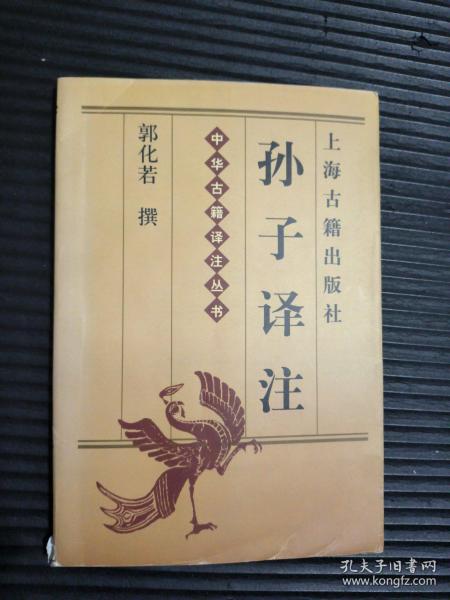 上海古籍出版社
孙子译注
中华古籍译注丛书
郭化若 撰
孔夫子旧书网
www.kongfz.com